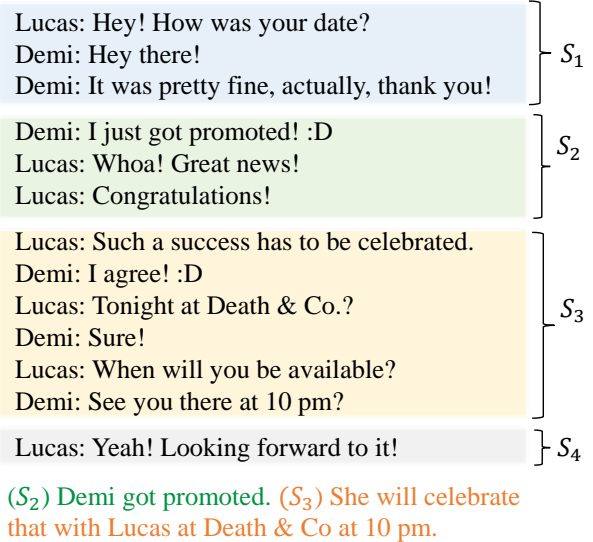 Lucas: Hey! How was your date?
Demi: Hey there!
Demi: It was pretty fine, actually, thank you!
S1
Demi: I just got promoted! :D
Lucas: Whoa! Great news!
Lucas: Congratulations!
S2
Lucas: Such a success has to be celebrated.
Demi: I agree! :D
Lucas: Tonight at Death & Co.?
Demi: Sure!
Lucas: When will you be available?
Demi: See you there at 10 pm?
S3
Lucas: Yeah! Looking forward to it!
S4
(S2) Demi got promoted. (S3) She will celebrate
that with Lucas at Death & Co at 10 pm.